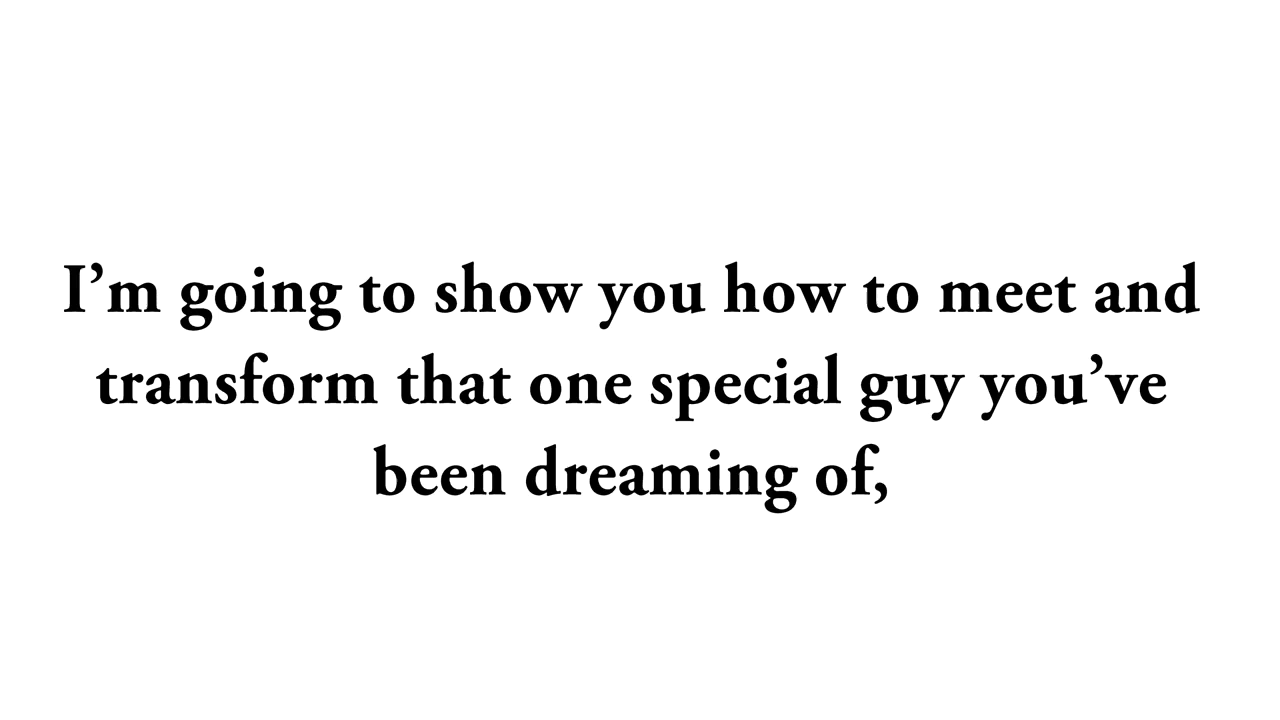 I’m going to show you how to meet and
transform that one special guy you’ve
been dreaming of,